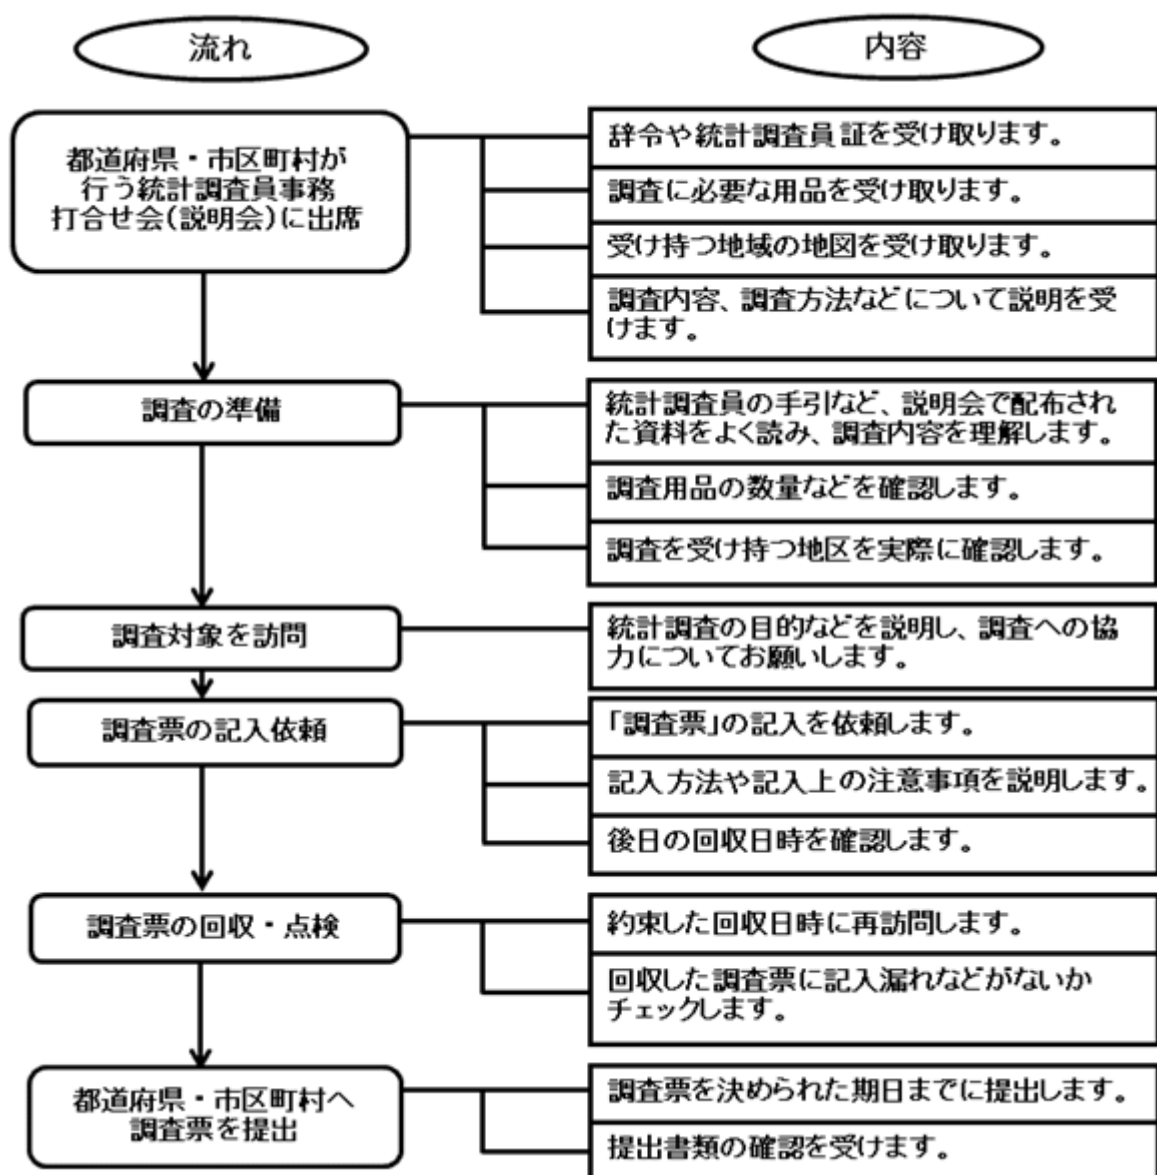 流れ
内容
都道府県・市区町村が
行う統計調査員事務
打合せ会(説明会)に出席
辞令や統計調査員証を受け取ります。
調査に必要な用品を受け取ります。
受け持つ地域の地図を受け取ります。
調査内容、調査方法などについて説明を受
けます。
調査の準備
統計調査員の手引など、説明会で配布され
た資料をよく読み、調査内容を理解します。
調査用品の数量などを確認します。
調査を受け持つ地区を実際に確認します。
調査対象を訪問
統計調査の目的などを説明し、調査への協
力についてお願いします。
調査票の記入依頼
「調査票」の記入を依頼します。
記入方法や記入上の注意事項を説明します。
後日の回収日時を確認します。
調査票の回収・点検
約束した回収日時に再訪問します。
回収した調査票に記入漏れなどがないか
チェックします。
都道府県・市区町村へ
調査票を提出
調査票を決められた期日までに提出します。
提出書類の確認を受けます。